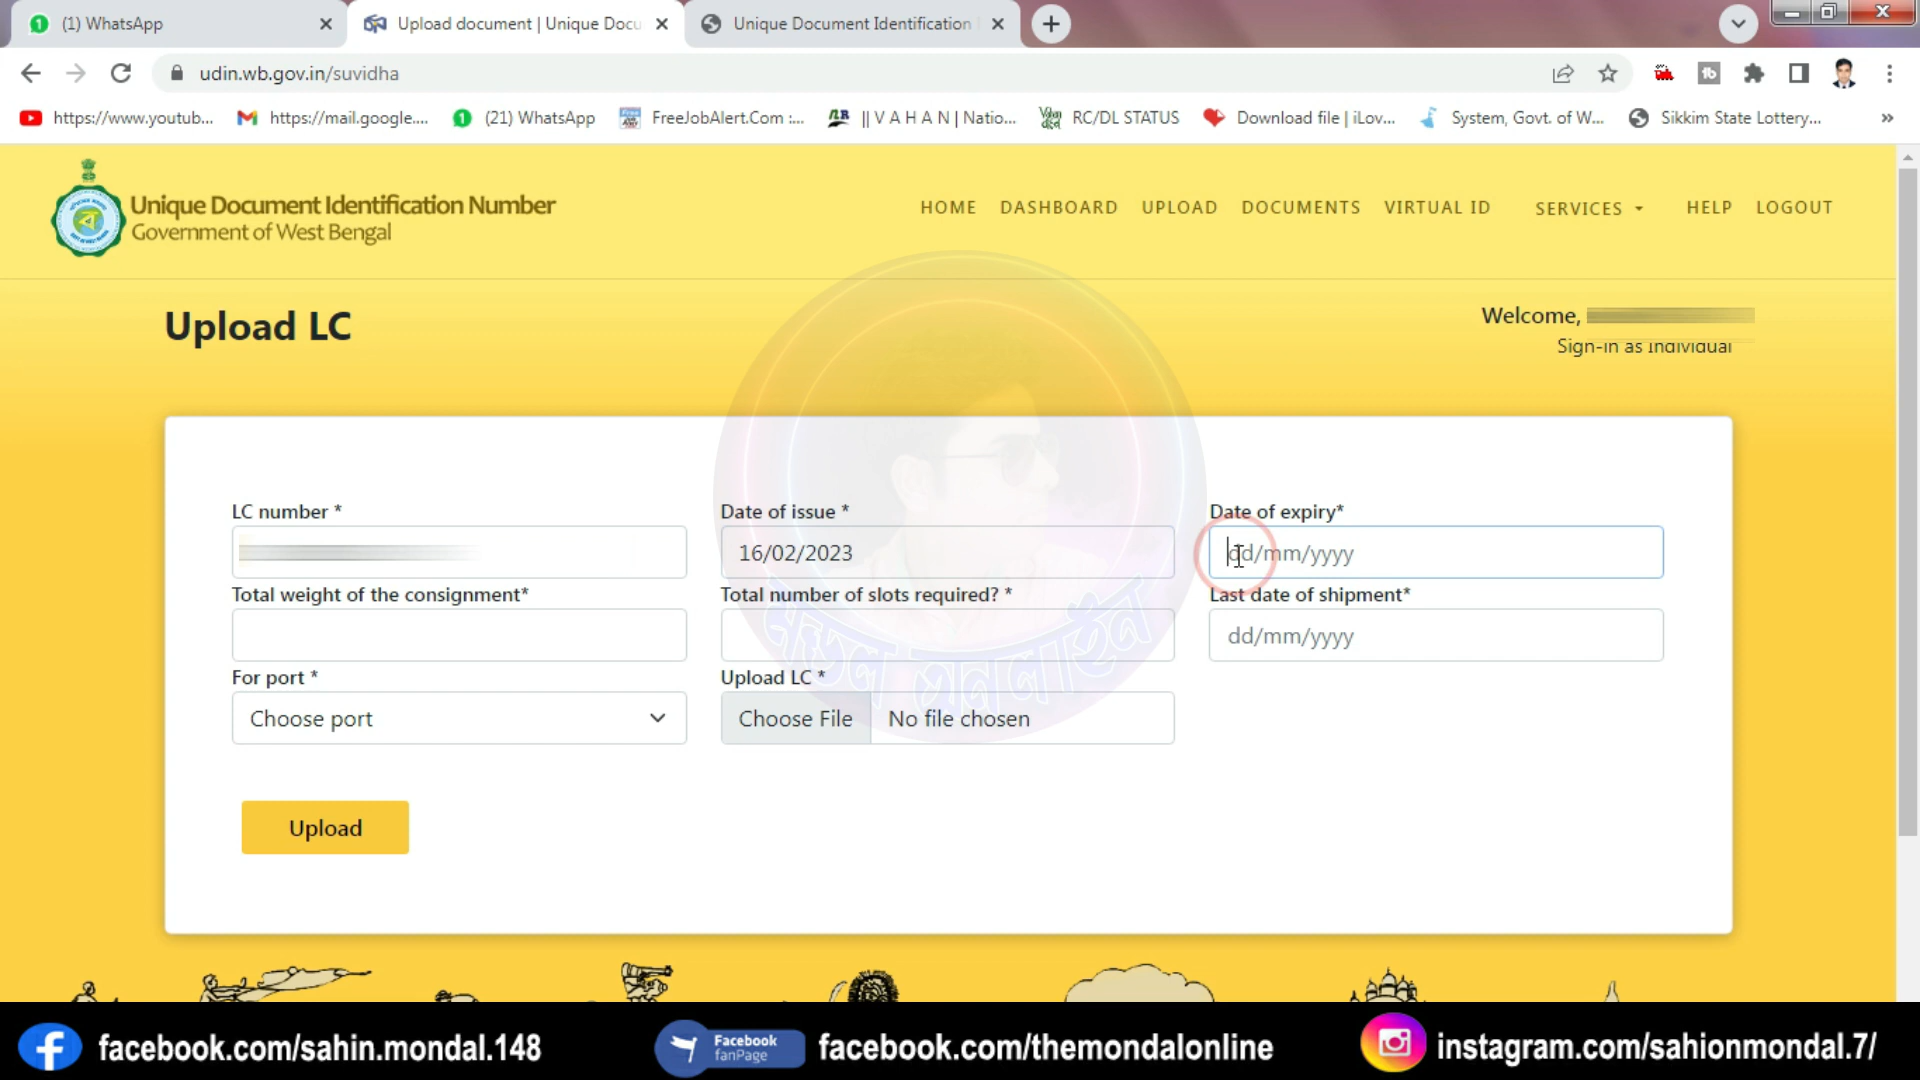 (1) WhatsApp
Upload document | Unique Docu
Unique Document Identification
udin.wb.gov.in/suvidha
https://www.youtub...
https://mail.google....
(21) WhatsApp
FreeJobAlert.Com :...
|| V A H A N | Natio...
RC/DL STATUS
Download file | iLov...
System, Govt. of W...
Sikkim State Lottery...
Unique Document Identification Number
Government of West Bengal
HOME DASHBOARD UPLOAD DOCUMENTS VIRTUAL ID SERVICES HELP LOGOUT
Upload LC
Welcome,
Sign-in as Individual
LC number *
Date of issue *
Date of expiry*
16/02/2023
dd/mm/yyyy
Total weight of the consignment*
Total number of slots required? *
Last date of shipment*
dd/mm/yyyy
For port *
Upload LC *
Choose port
Choose File
No file chosen
মন্ডল অনলাইন
Upload
facebook.com/sahin.mondal.148
Facebook
fanPage
facebook.com/themondalonline
instagram.com/sahionmondal.7/